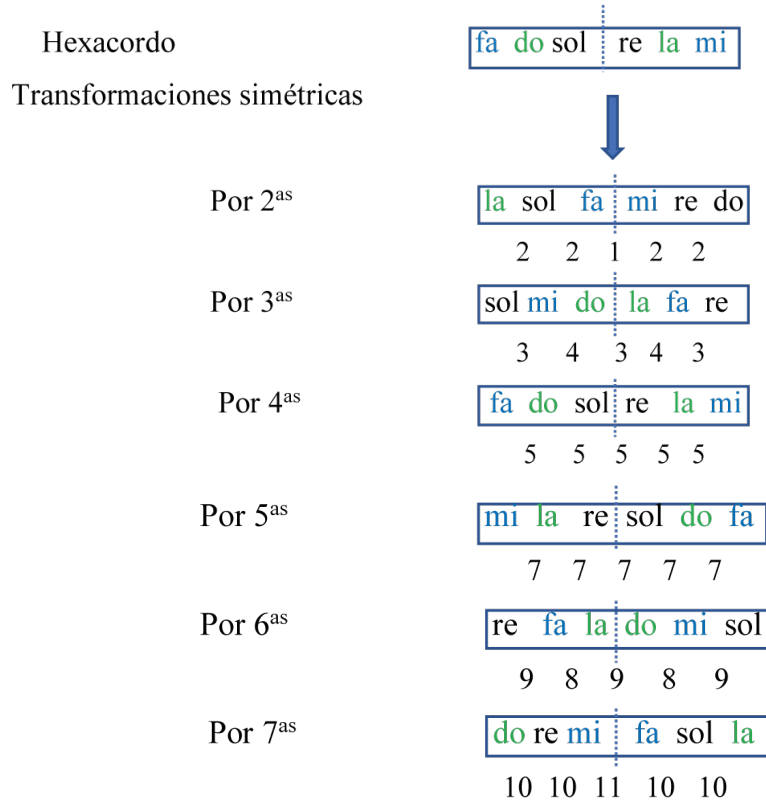 Hexacordo fa do sol re la mi
Transformaciones simétricas
Por 2as la sol fa mi re do
2 2 1 2 2
Por 3as sol mi do la fa re
3 4 3 4 3
Por 4as fa do sol re la mi
5 5 5 5 5
Por 5as mi la re sol do fa
7 7 7 7 7
Por 6as re fa la do mi sol
9 8 9 8 9
Por 7as do re mi fa sol la
10 10 11 10 10